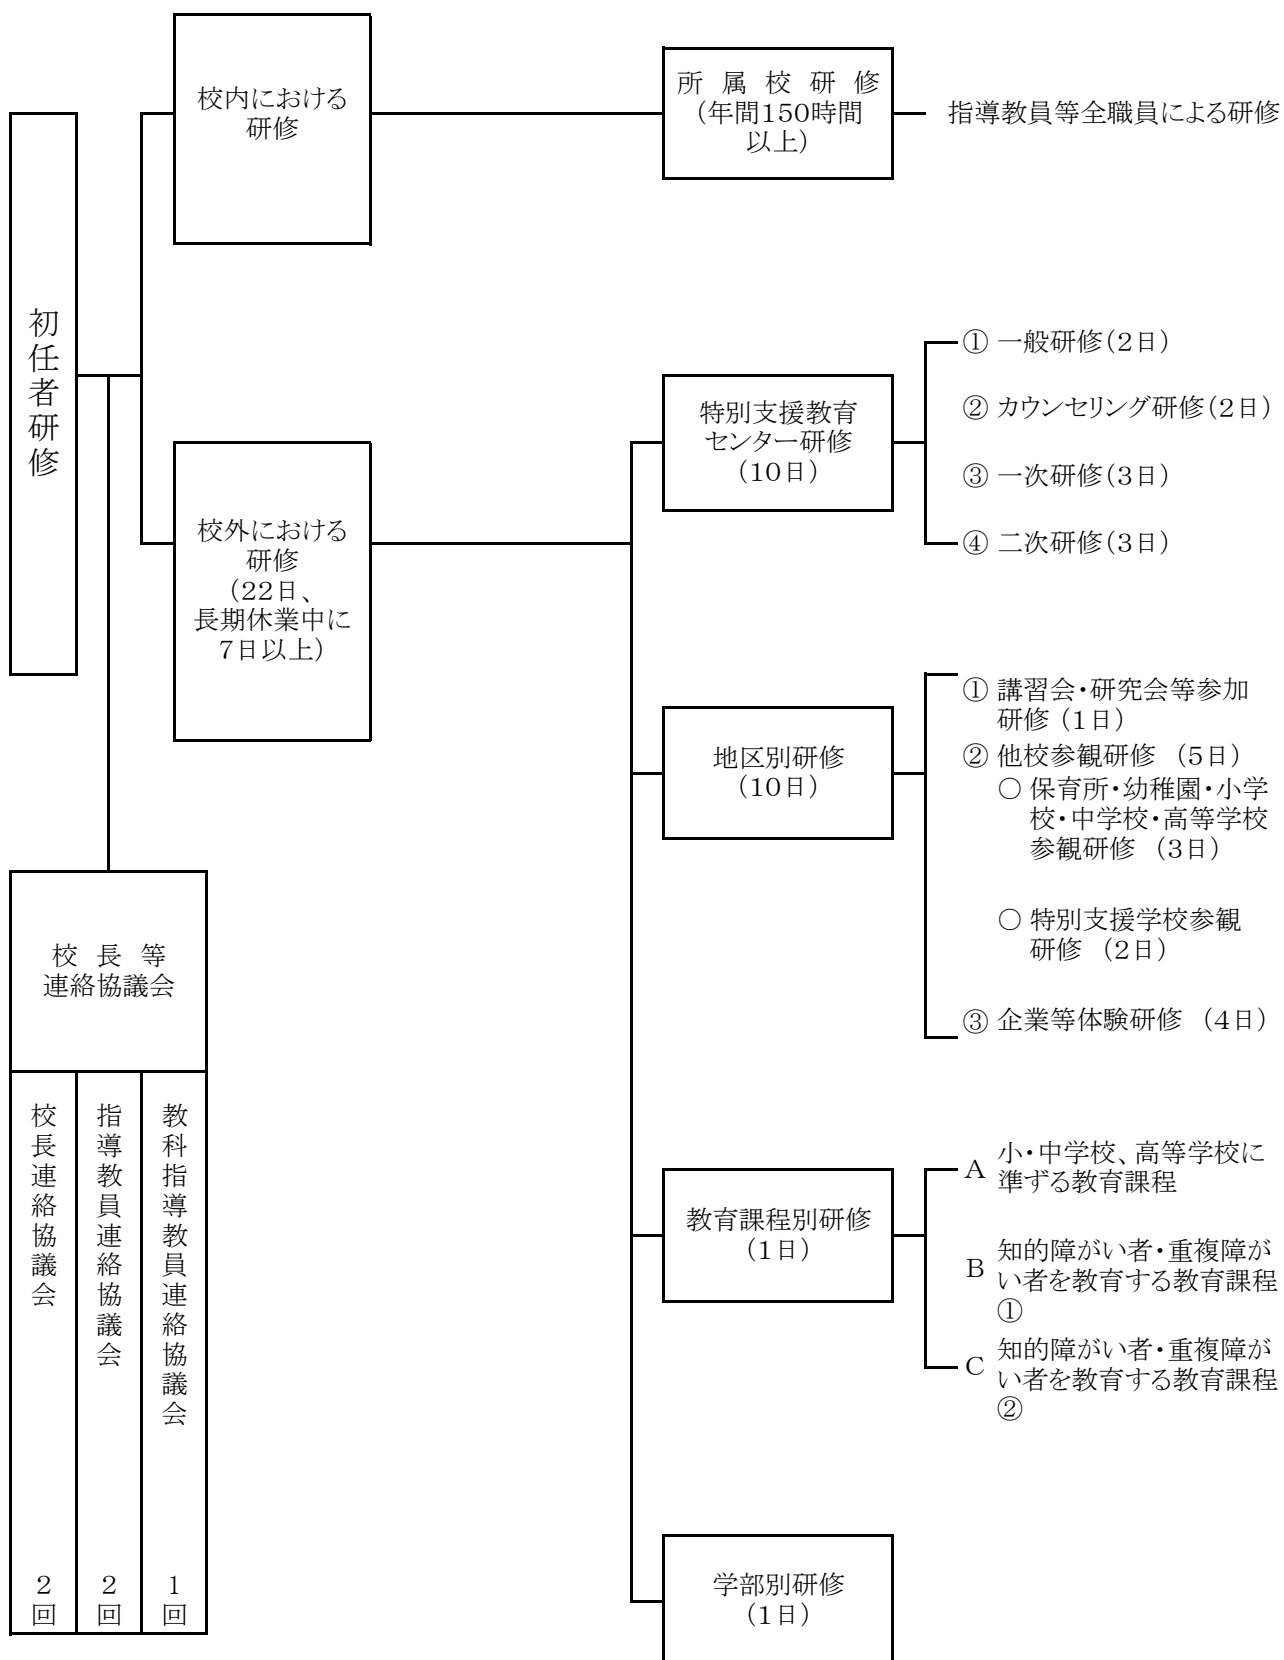 初任者研修
校内における
研修
所属校研修
（年間150時間
以上）
指導教員等全職員による研修
校外における
研修
（22日、
長期休業中に
7日以上）
特別支援教育
センター研修
（10日）
① 一般研修（2日）
② カウンセリング研修（2日）
③ 一次研修（3日）
④ 二次研修（3日）
地区別研修
（10日）
① 講習会・研究会等参加
研修（1日）
② 他校参観研修 （5日）
○ 保育所・幼稚園・小学
校・中学校・高等学校
参観研修 （3日）
○ 特別支援学校参観
研修 （2日）
③ 企業等体験研修 （4日）
教育課程別研修
（1日）
A 小・中学校、高等学校に
準ずる教育課程
B 知的障がい者・重複障が
い者を教育する教育課程
①
C 知的障がい者・重複障が
い者を教育する教育課程
②
学部別研修
（1日）
校長等
連絡協議会
校長連絡協議会 2回
指導教員連絡協議会 2回
教科指導教員連絡協議会 1回